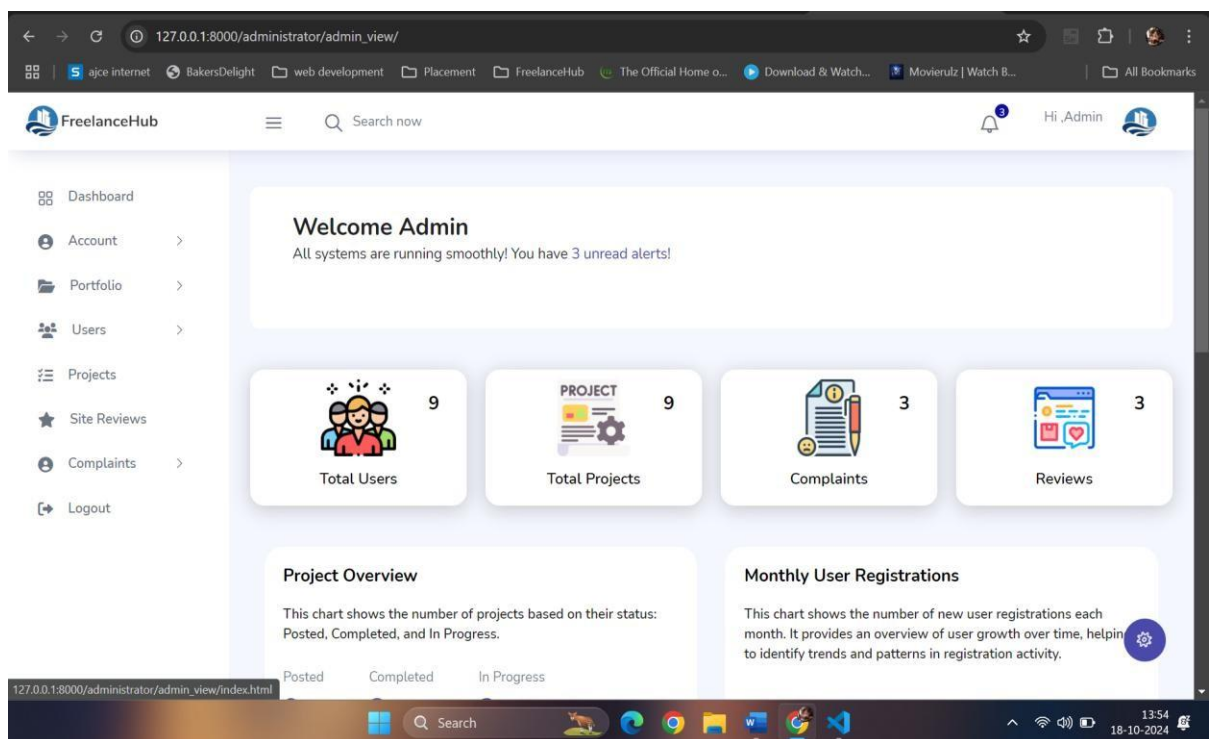 127.0.0.1:8000/administrator/admin_view/
S ajce internet BakersDelight web development Placement FreelanceHub The Official Home o... Download & Watch... Movierulz | Watch B... All Bookmarks
FreelanceHub Search now 3 Hi ,Admin
Dashboard
Account
Portfolio
Users
Projects
Site Reviews
Complaints
Logout
Welcome Admin
All systems are running smoothly! You have 3 unread alerts!
PROJECT
9 9 3 3
Total Users Total Projects Complaints Reviews
Project Overview
This chart shows the number of projects based on their status:
Posted, Completed, and In Progress.
Posted Completed In Progress
Monthly User Registrations
This chart shows the number of new user registrations each
month. It provides an overview of user growth over time, helpin
to identify trends and patterns in registration activity.
127.0.0.1:8000/administrator/admin_view/index.html
Search
13:54
18-10-2024